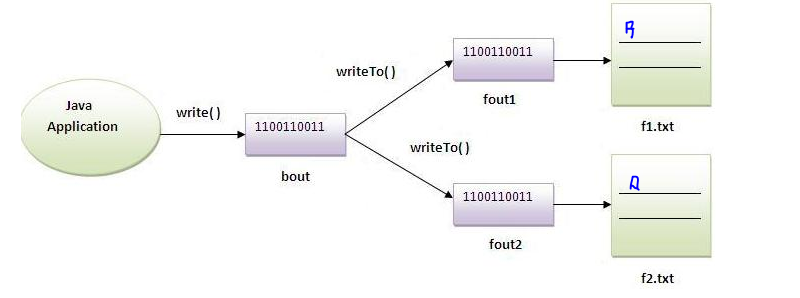 Java
Application
write()
1100110011
bout
writeTo()
writeTo()
1100110011
fout1
f1.txt
1100110011
fout2
f2.txt